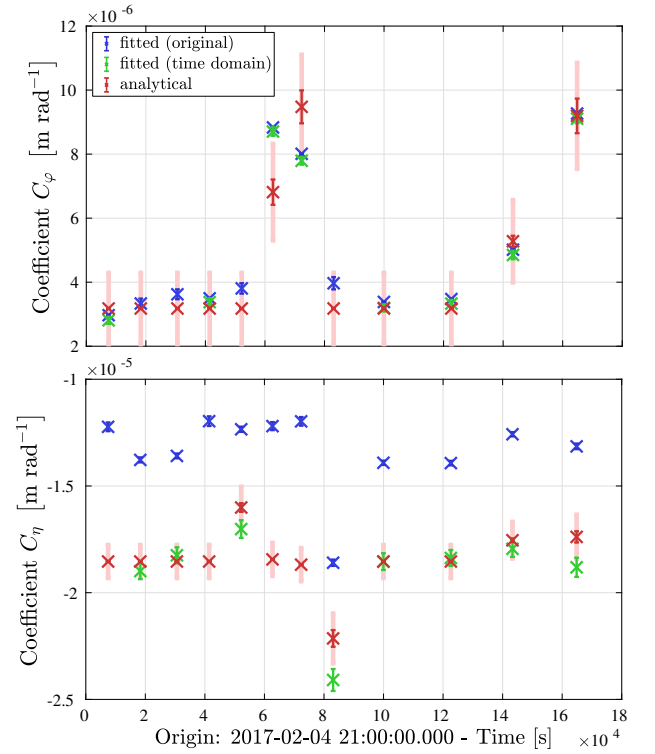 ×10⁻⁶
12
fitted (original)
fitted (time domain)
analytical
10
8
6
4
2
Coefficient C_φ [m rad⁻¹]
×10⁻⁵
-1
-1.5
-2
-2.5
Coefficient C_η [m rad⁻¹]
0 2 4 6 8 10 12 14 16 18
Origin: 2017-02-04 21:00:00.000 - Time [s] ×10⁴